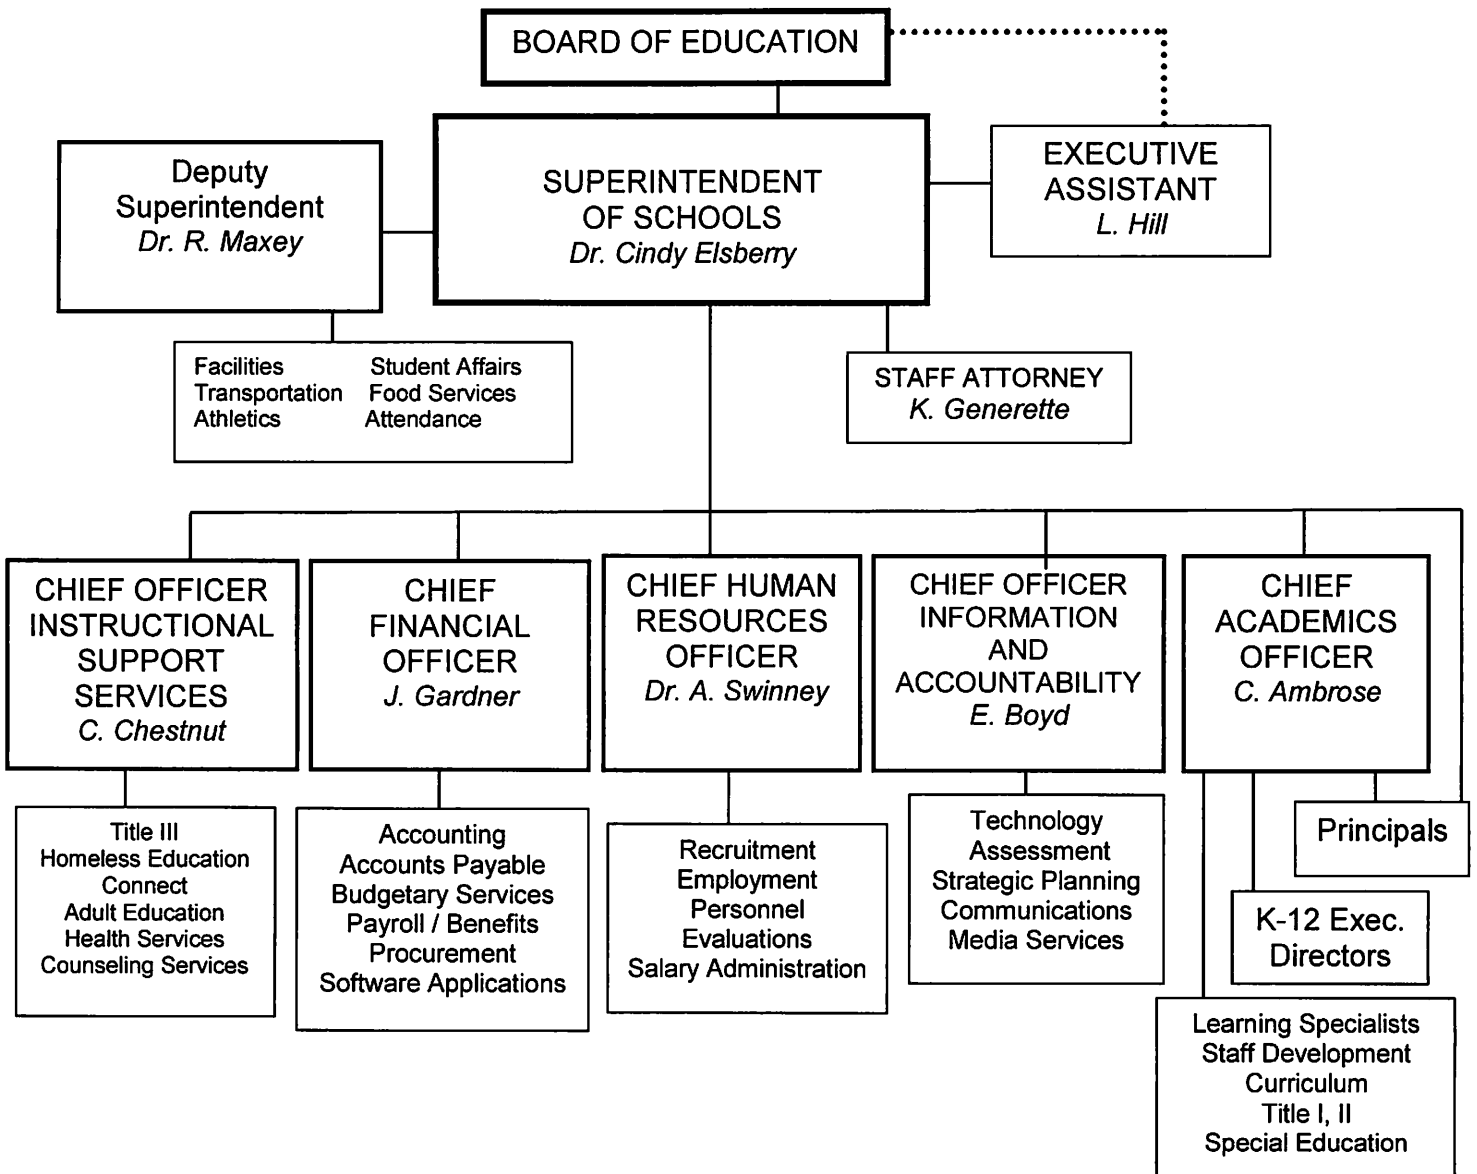 BOARD OF EDUCATION
Deputy
Superintendent
Dr. R. Maxey
SUPERINTENDENT
OF SCHOOLS
Dr. Cindy Elsberry
EXECUTIVE
ASSISTANT
L. Hill
Facilities Student Affairs
Transportation Food Services
Athletics Attendance
STAFF ATTORNEY
K. Generette
CHIEF OFFICER
INSTRUCTIONAL
SUPPORT
SERVICES
C. Chestnut
CHIEF
FINANCIAL
OFFICER
J. Gardner
CHIEF HUMAN
RESOURCES
OFFICER
Dr. A. Swinney
CHIEF OFFICER
INFORMATION
AND
ACCOUNTABILITY
E. Boyd
CHIEF
ACADEMICS
OFFICER
C. Ambrose
Title III
Homeless Education
Connect
Adult Education
Health Services
Counseling Services
Accounting
Accounts Payable
Budgetary Services
Payroll / Benefits
Procurement
Software Applications
Recruitment
Employment
Personnel
Evaluations
Salary Administration
Technology
Assessment
Strategic Planning
Communications
Media Services
Principals
K-12 Exec.
Directors
Learning Specialists
Staff Development
Curriculum
Title I, II
Special Education